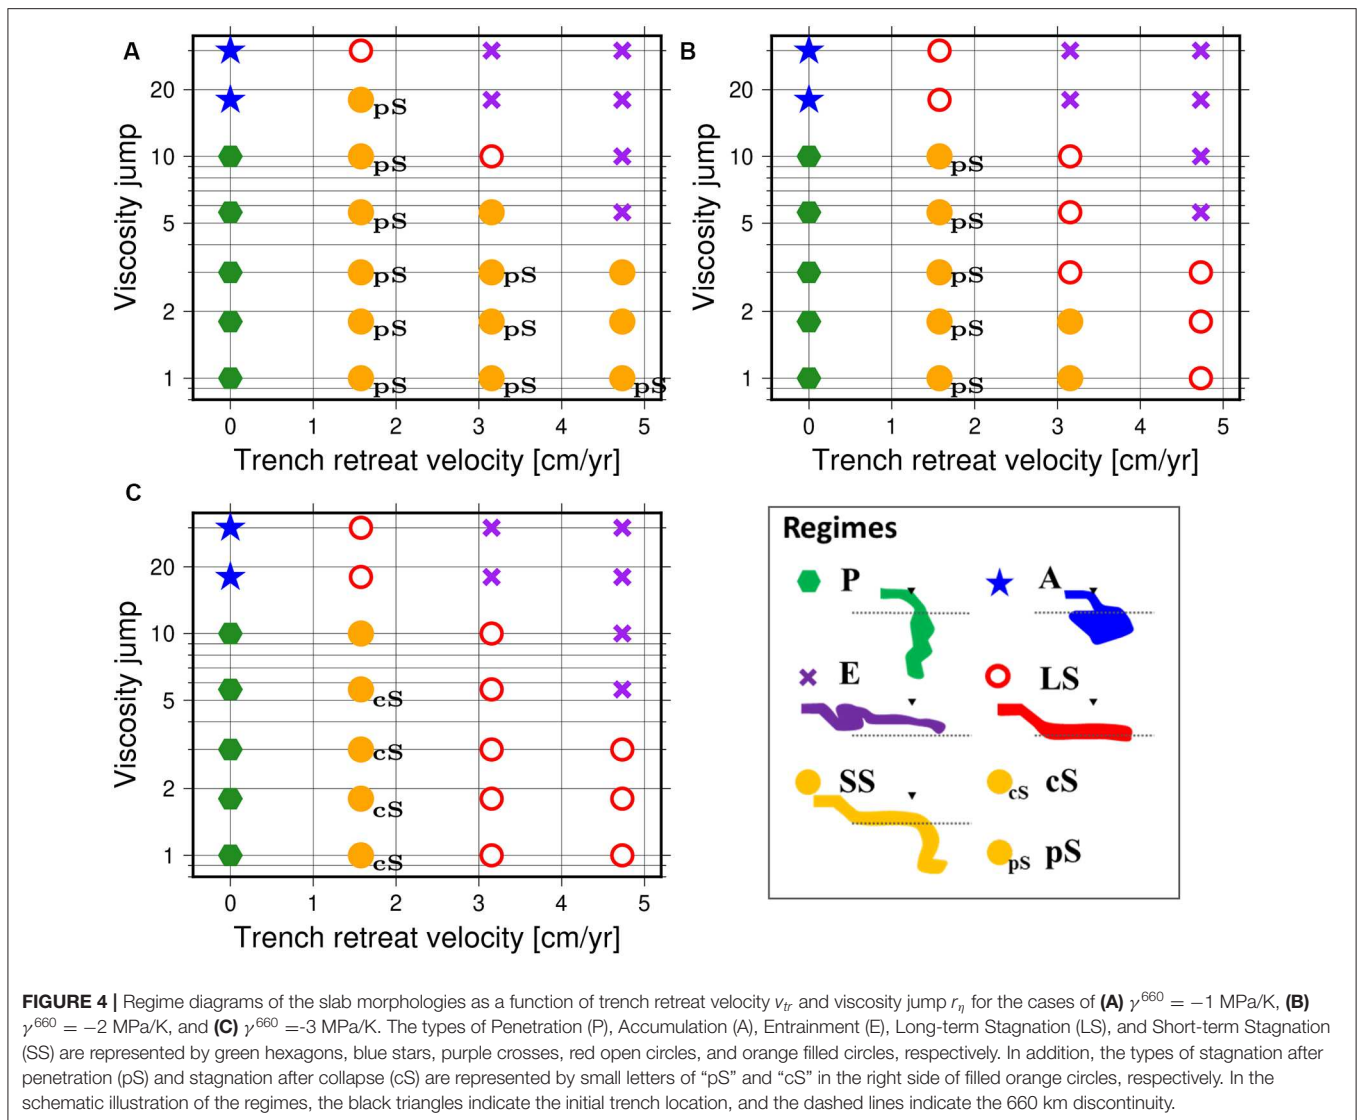 A
20
10
5
2
1
Viscosity jump
pS
pS
pS
pS pS
pS pS
pS pS pS
0 1 2 3 4 5
Trench retreat velocity [cm/yr]
B
20
10
5
2
1
Viscosity jump
pS
pS
pS
pS
pS
0 1 2 3 4 5
Trench retreat velocity [cm/yr]
C
20
10
5
2
1
Viscosity jump
cS
cS
cS
cS
0 1 2 3 4 5
Trench retreat velocity [cm/yr]
Regimes
P A
E LS
SS cS cS
pS pS
FIGURE 4 | Regime diagrams of the slab morphologies as a function of trench retreat velocity v_tr and viscosity jump r_η for the cases of (A) γ^660 = −1 MPa/K, (B)
γ^660 = −2 MPa/K, and (C) γ^660 =-3 MPa/K. The types of Penetration (P), Accumulation (A), Entrainment (E), Long-term Stagnation (LS), and Short-term Stagnation
(SS) are represented by green hexagons, blue stars, purple crosses, red open circles, and orange filled circles, respectively. In addition, the types of stagnation after
penetration (pS) and stagnation after collapse (cS) are represented by small letters of “pS” and “cS” in the right side of filled orange circles, respectively. In the
schematic illustration of the regimes, the black triangles indicate the initial trench location, and the dashed lines indicate the 660 km discontinuity.